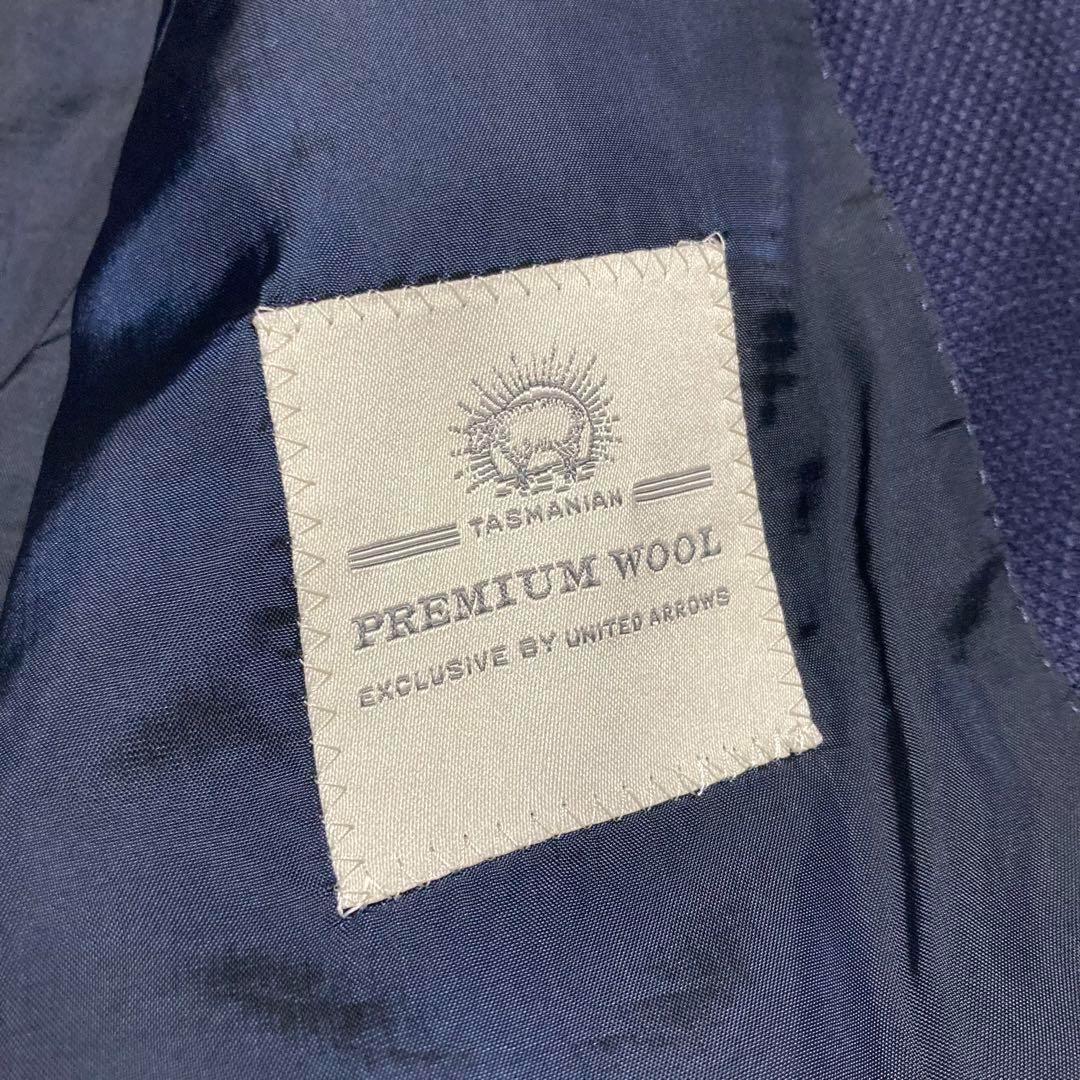 TASMANIAN
PREMIUM WOOL
EXCLUSIVE BY UNITED ARROWS